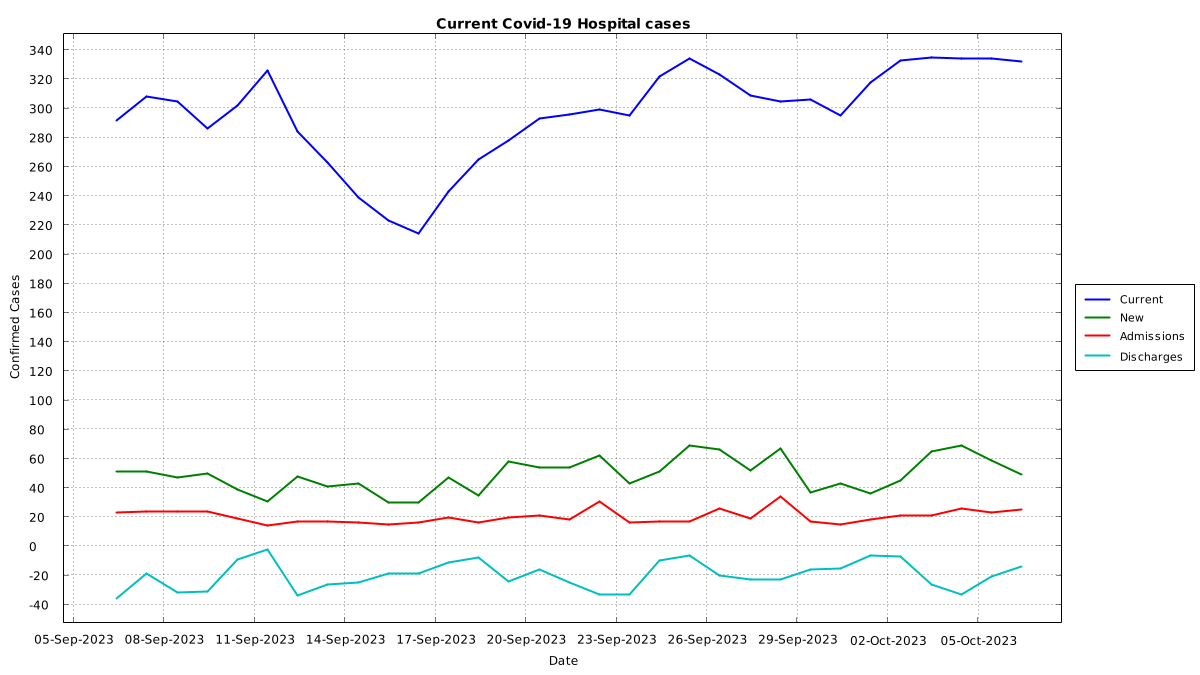 Current Covid-19 Hospital cases
340
320
300
280
260
240
220
200
180
160
140
120
100
80
60
40
20
0
-20
-40
Confirmed Cases
05-Sep-2023 08-Sep-2023 11-Sep-2023 14-Sep-2023 17-Sep-2023 20-Sep-2023 23-Sep-2023 26-Sep-2023 29-Sep-2023 02-Oct-2023 05-Oct-2023
Date
Current
New
Admissions
Discharges